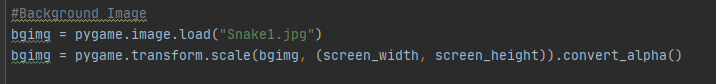 #Background Image
bgimg = pygame.image.load("Snake1.jpg")
bgimg = pygame.transform.scale(bgimg, (screen_width, screen_height)).convert_alpha()